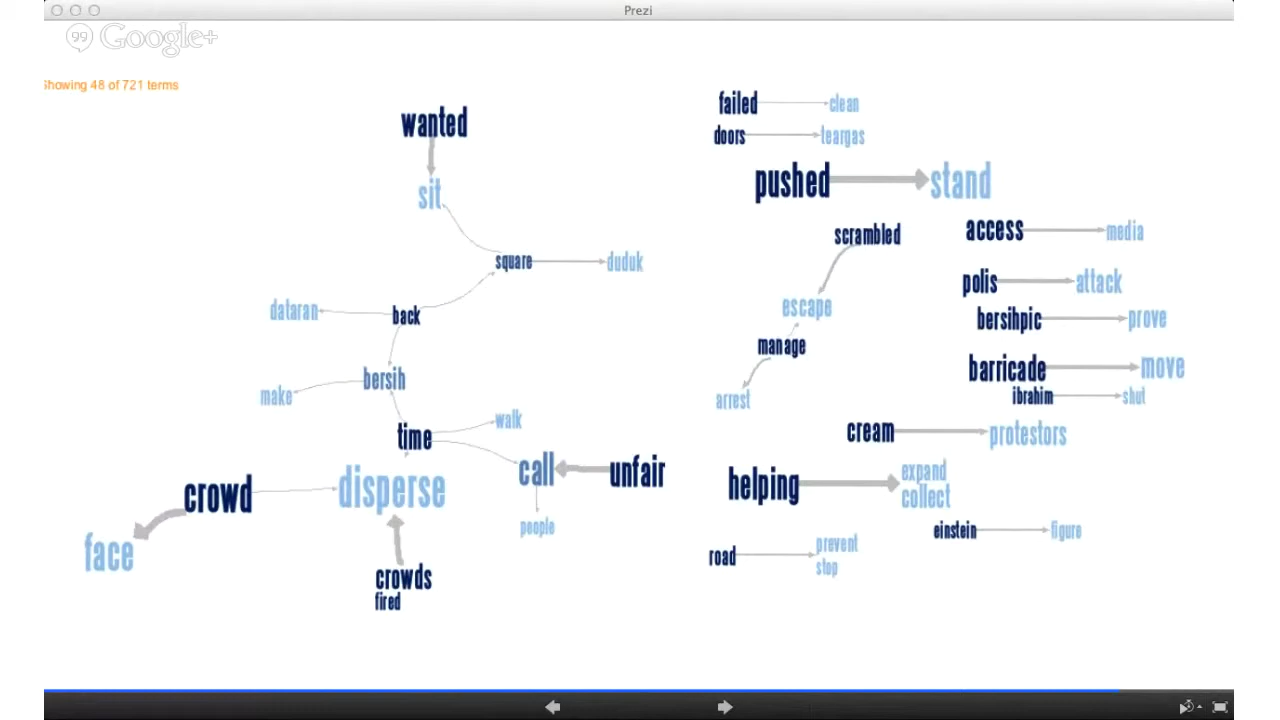 Prezi
99 Google+
Showing 48 of 721 terms
wanted
sit
square
duduk
dataran
back
bersih
make
time
walk
call
unfair
people
crowd
disperse
face
crowds
fired
failed
clean
doors
teargas
pushed
stand
scrambled
escape
manage
arrest
access
media
polis
attack
bersihpic
prove
barricade
move
ibrahim
shut
cream
protestors
helping
expand
collect
einstein
figure
road
prevent
stop